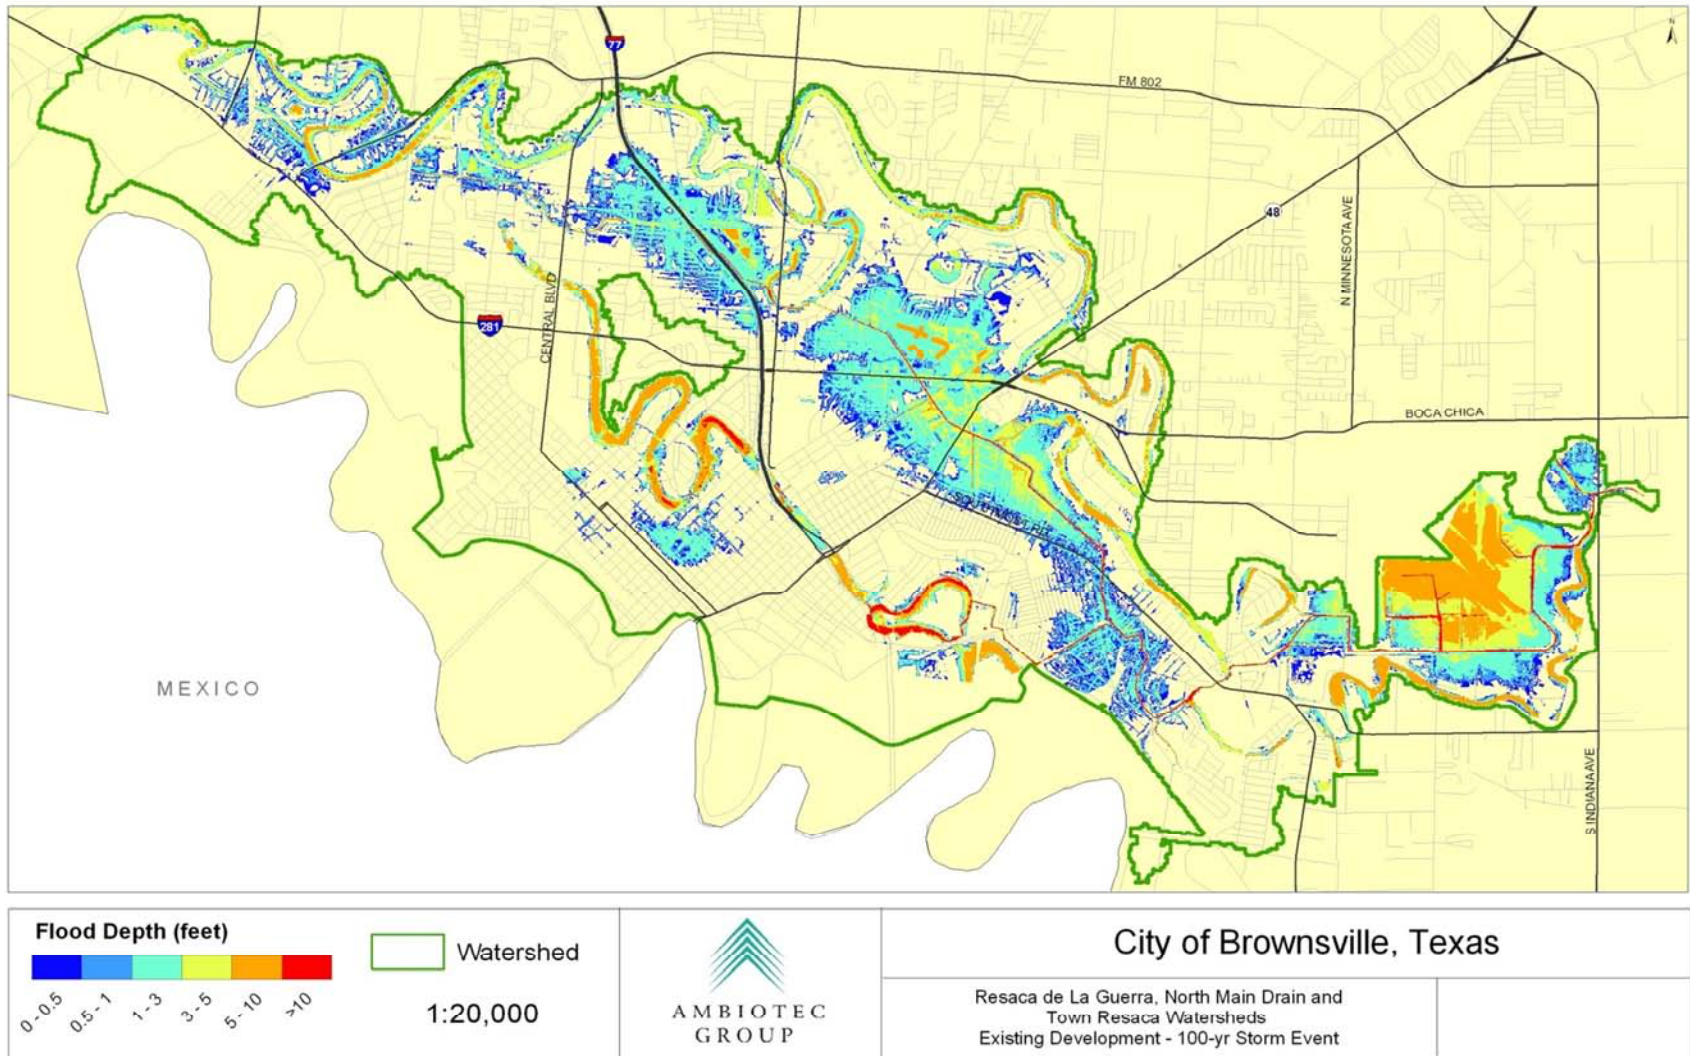 N
77
FM 802
48
N MINNESOTA AVE
281
CENTRAL BLVD
BOCA CHICA
SOUTHMOST RD
MEXICO
S INDIANA AVE
Flood Depth (feet)
0 - 0.5
0.5 - 1
1 - 3
3 - 5
5 - 10
>10
Watershed
1:20,000
AMBIOTEC
GROUP
City of Brownsville, Texas
Resaca de La Guerra, North Main Drain and
Town Resaca Watersheds
Existing Development - 100-yr Storm Event